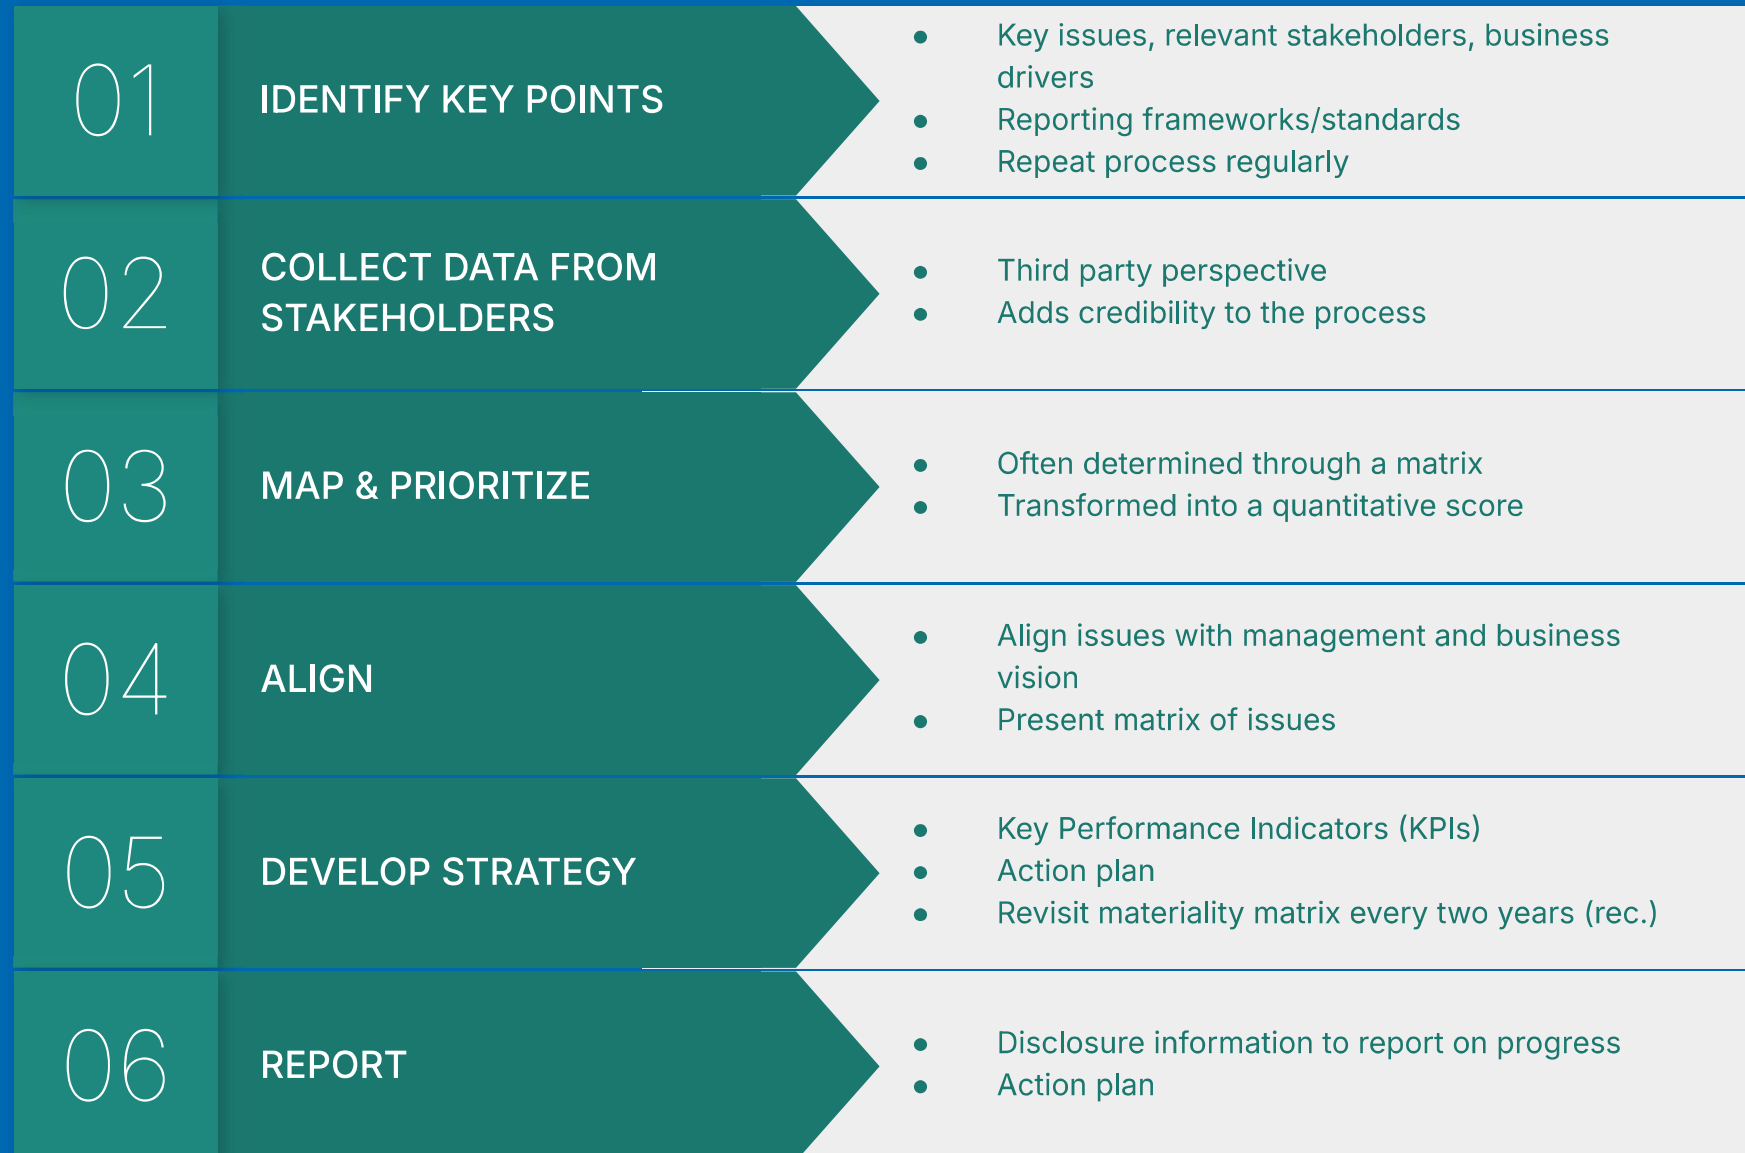 01
IDENTIFY KEY POINTS
● Key issues, relevant stakeholders, business
drivers
● Reporting frameworks/standards
● Repeat process regularly
02
COLLECT DATA FROM
STAKEHOLDERS
● Third party perspective
● Adds credibility to the process
03
MAP & PRIORITIZE
● Often determined through a matrix
● Transformed into a quantitative score
04
ALIGN
● Align issues with management and business
vision
● Present matrix of issues
05
DEVELOP STRATEGY
● Key Performance Indicators (KPIs)
● Action plan
● Revisit materiality matrix every two years (rec.)
06
REPORT
● Disclosure information to report on progress
● Action plan